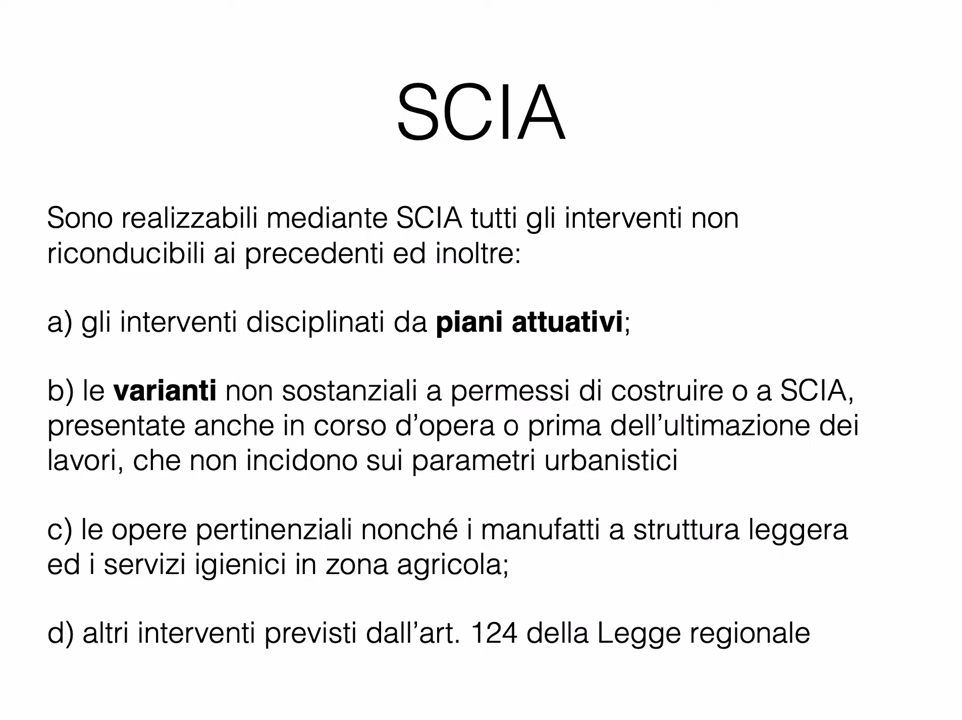 SCIA
Sono realizzabili mediante SCIA tutti gli interventi non
riconducibili ai precedenti ed inoltre:
a) gli interventi disciplinati da piani attuativi;
b) le varianti non sostanziali a permessi di costruire o a SCIA,
presentate anche in corso d’opera o prima dell’ultimazione dei
lavori, che non incidono sui parametri urbanistici
c) le opere pertinenziali nonché i manufatti a struttura leggera
ed i servizi igienici in zona agricola;
d) altri interventi previsti dall’art. 124 della Legge regionale